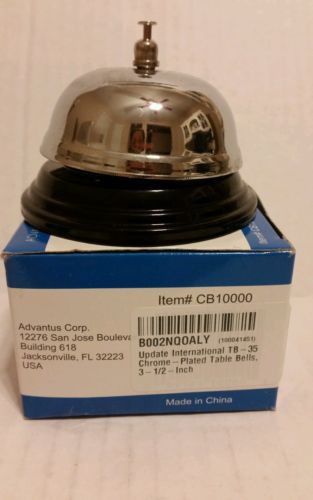 Item# CB10000
Advantus Corp.
12276 San Jose Bouleva
Building 618
Jacksonville, FL 32223
USA
B002NQOALY (100041451)
Update International TB-35
Chrome-Plated Table Bells,
3-1/2-Inch
Made in China